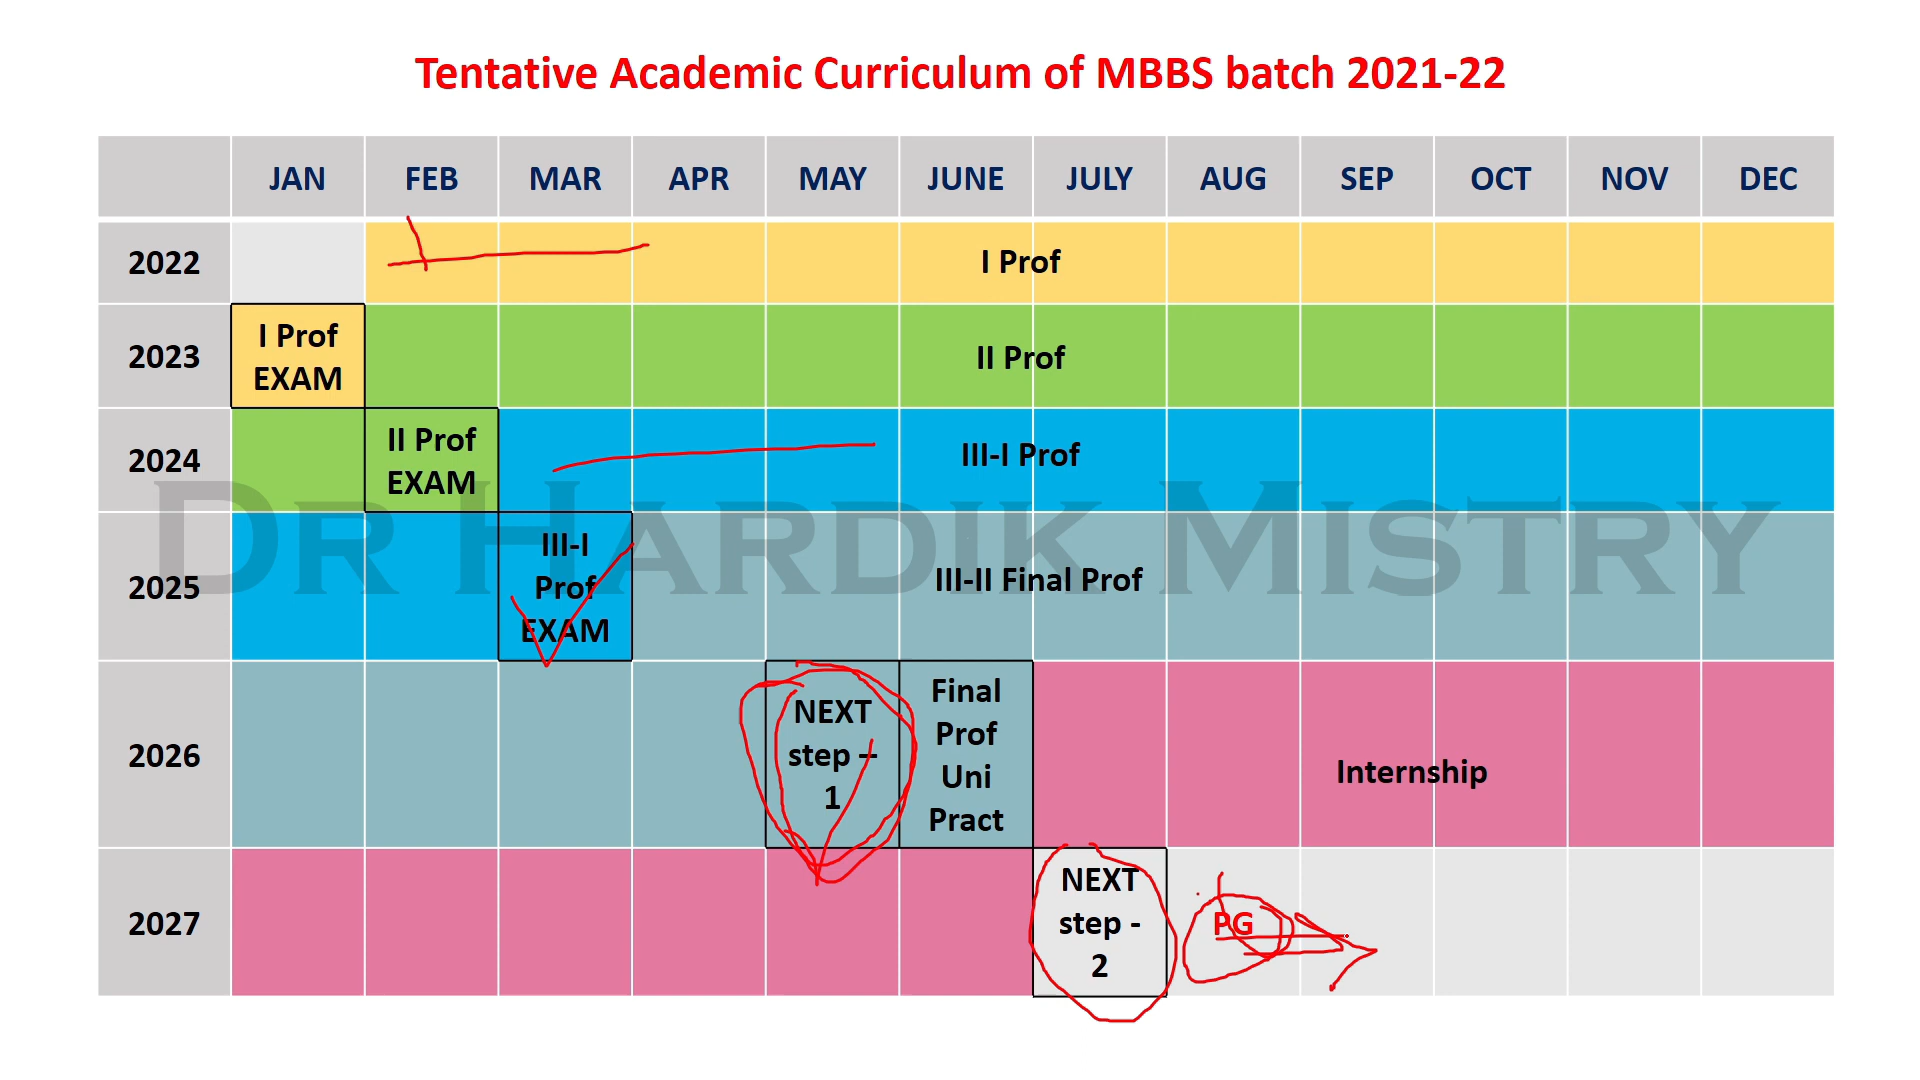 Tentative Academic Curriculum of MBBS batch 2021-22
JAN FEB MAR APR MAY JUNE JULY AUG SEP OCT NOV DEC
2022 I Prof
2023 I Prof EXAM II Prof
2024 II Prof EXAM III-I Prof
2025 III-I Prof EXAM III-II Final Prof
2026 NEXT step – 1 Final Prof Uni Pract Internship
2027 NEXT step - 2 PG
DR HARDIK MISTRY